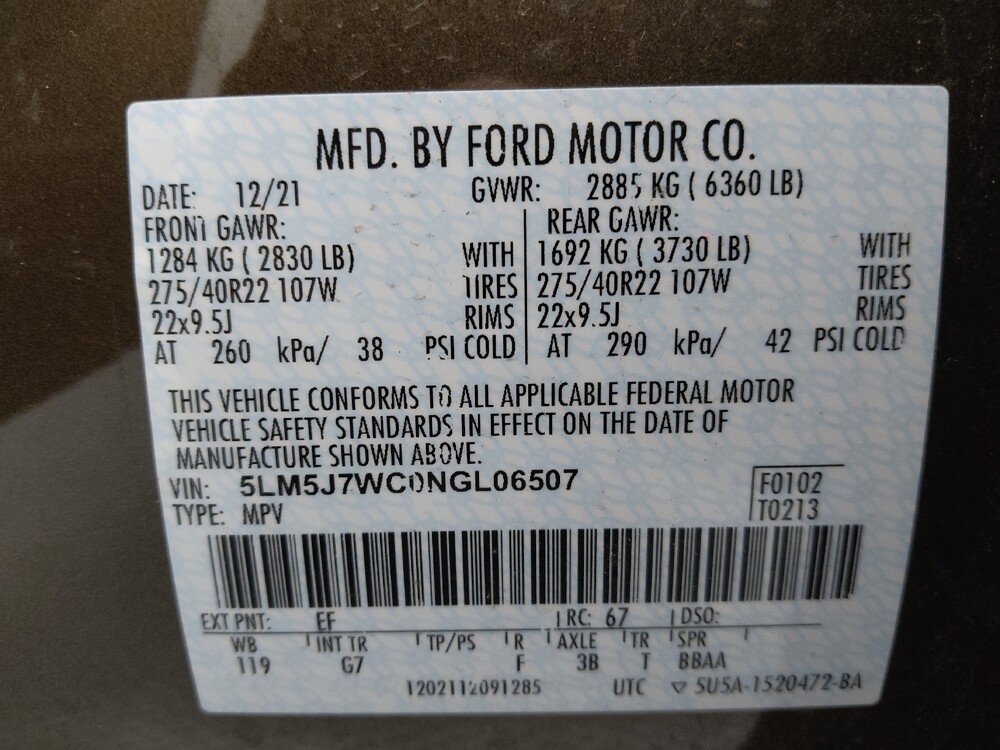 MFD. BY FORD MOTOR CO.
DATE: 12/21 GVWR: 2885 KG ( 6360 LB)
FRONT GAWR: REAR GAWR:
1284 KG ( 2830 LB) WITH 1692 KG ( 3730 LB) WITH
275/40R22 107W TIRES 275/40R22 107W TIRES
22x9.5J RIMS 22x9.5J RIMS
AT 260 kPa/ 38 PSI COLD AT 290 kPa/ 42 PSI COLD
THIS VEHICLE CONFORMS TO ALL APPLICABLE FEDERAL MOTOR
VEHICLE SAFETY STANDARDS IN EFFECT ON THE DATE OF
MANUFACTURE SHOWN ABOVE.
VIN: 5LM5J7WC0NGL06507 F0102
TYPE: MPV T0213
EXT PNT: EF RC: 67 DSO:
WB INT TR TP/PS R AXLE TR SPR
119 G7 F 3B T BBAA
1202112091285 UTC ▽ 5U5A-1520472-BA